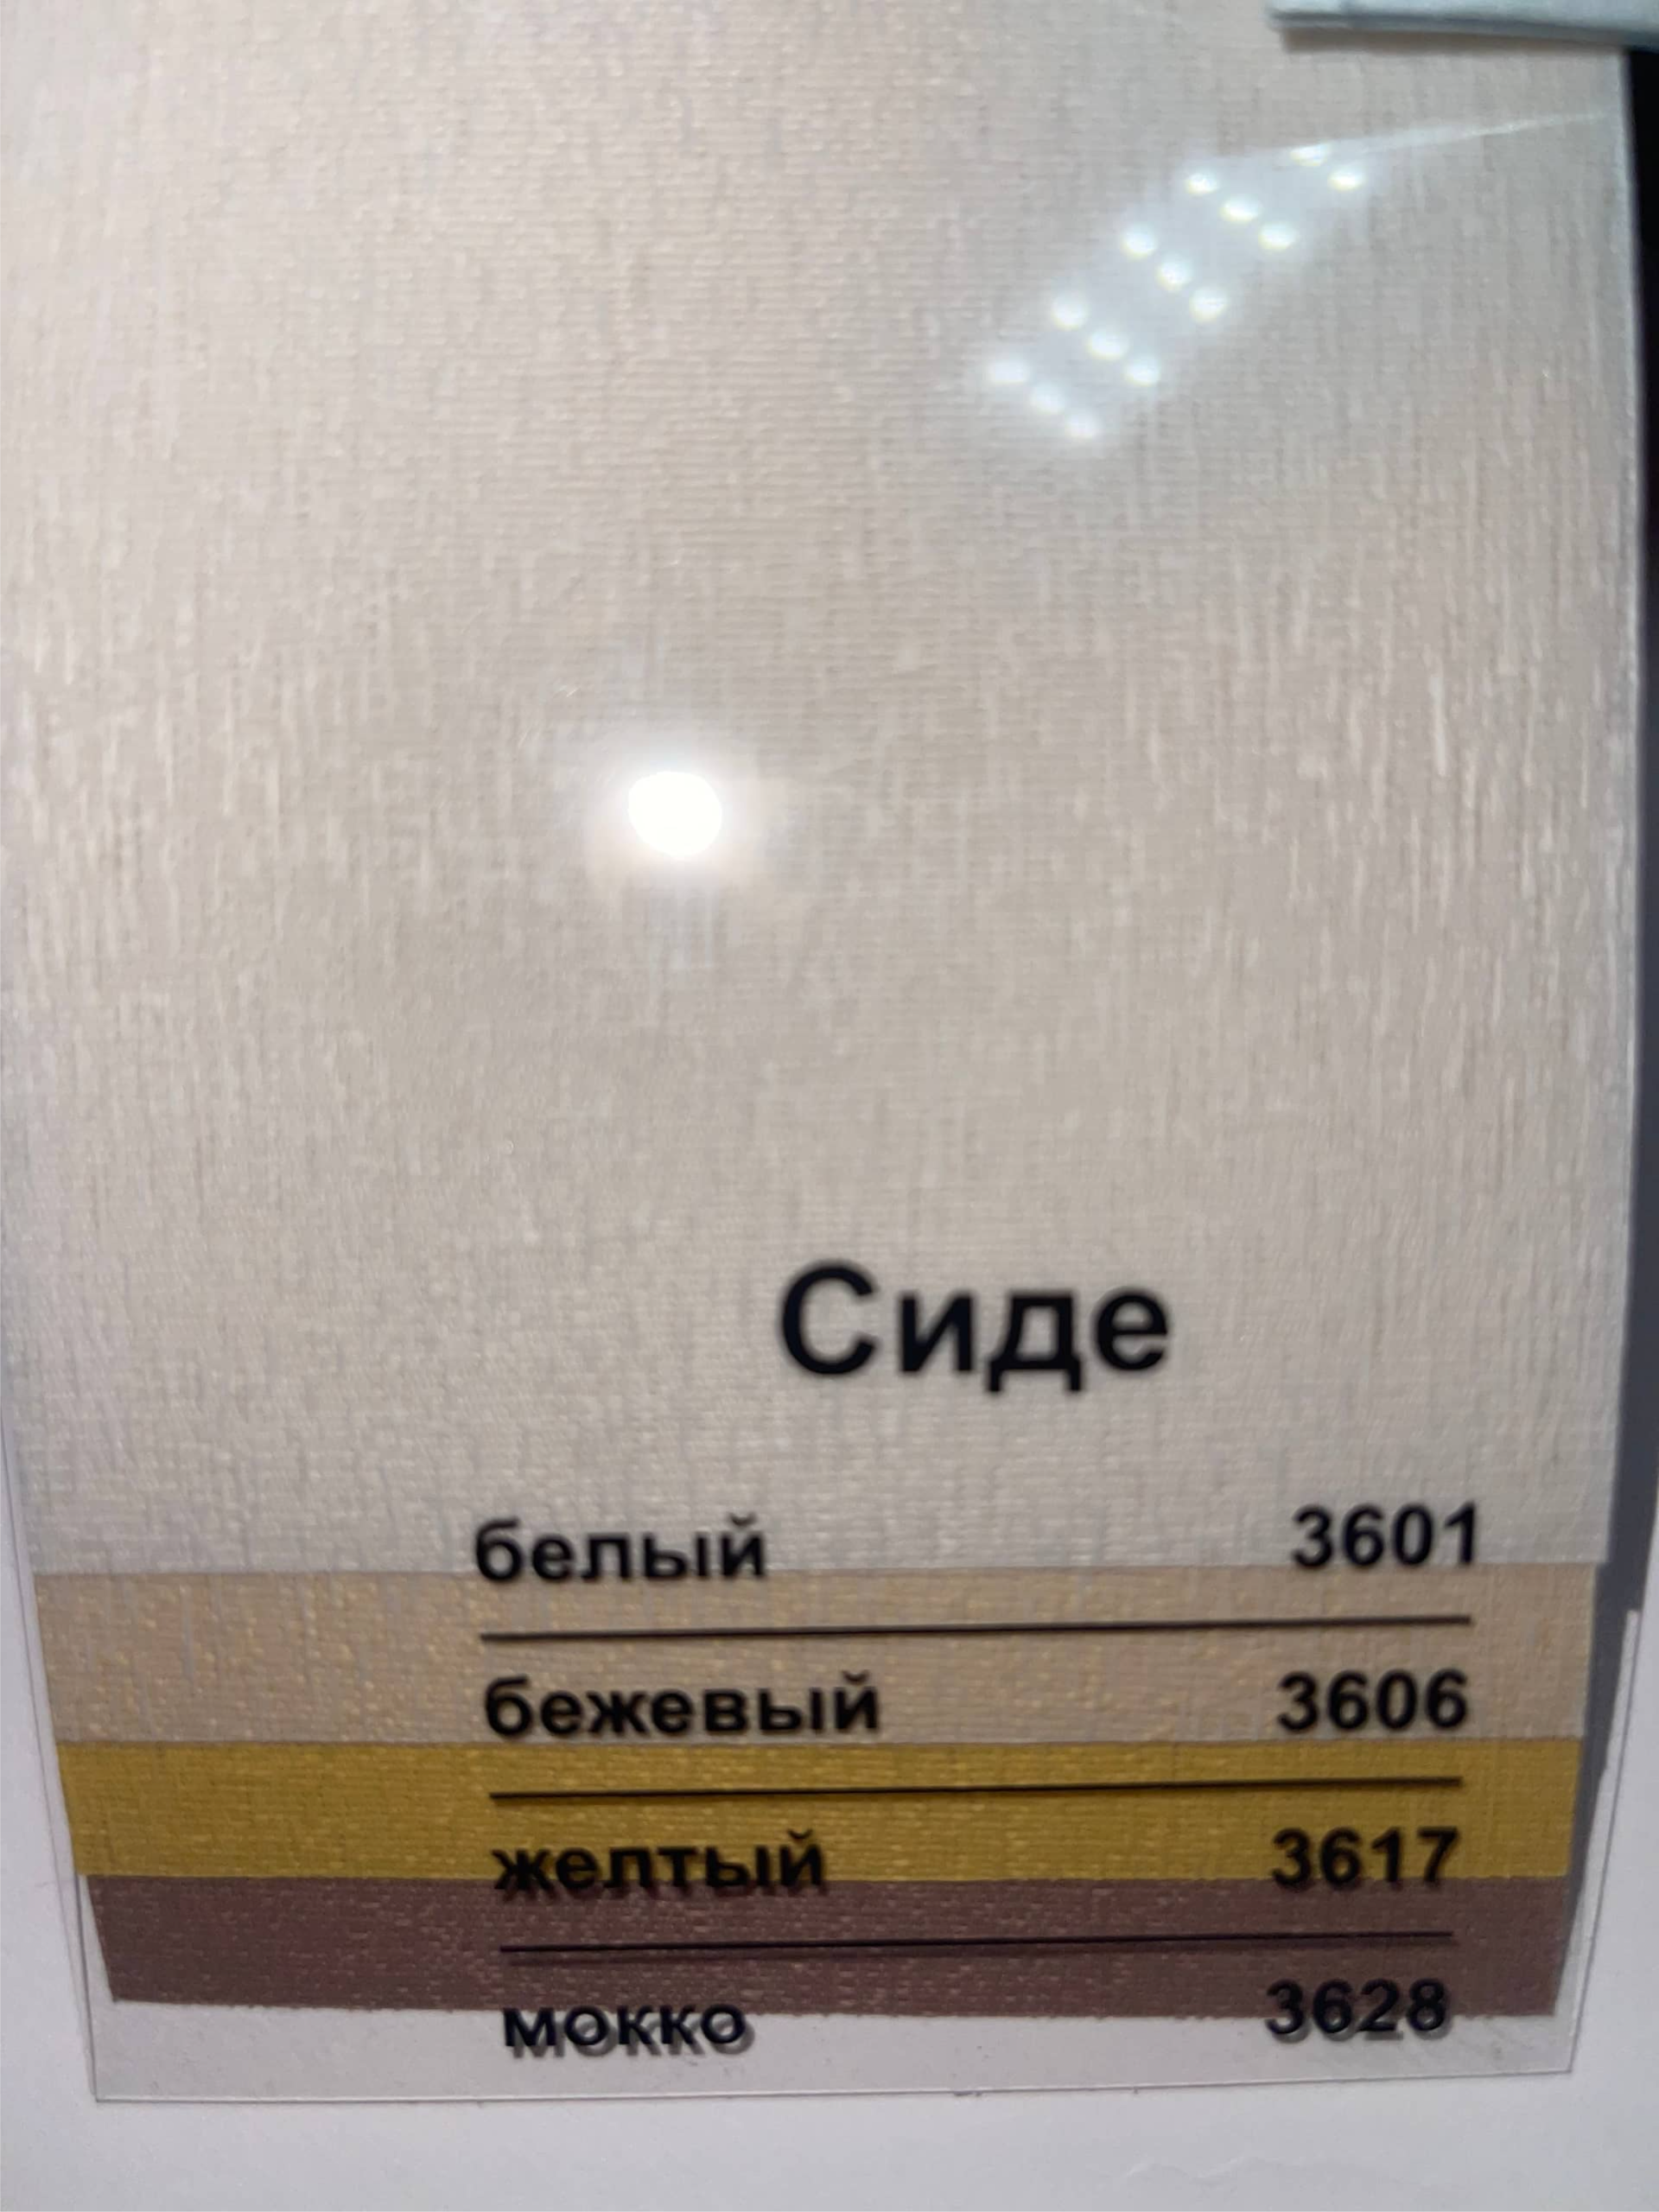 Сиде
белый 3601
бежевый 3606
желтый 3617
мокко 3628